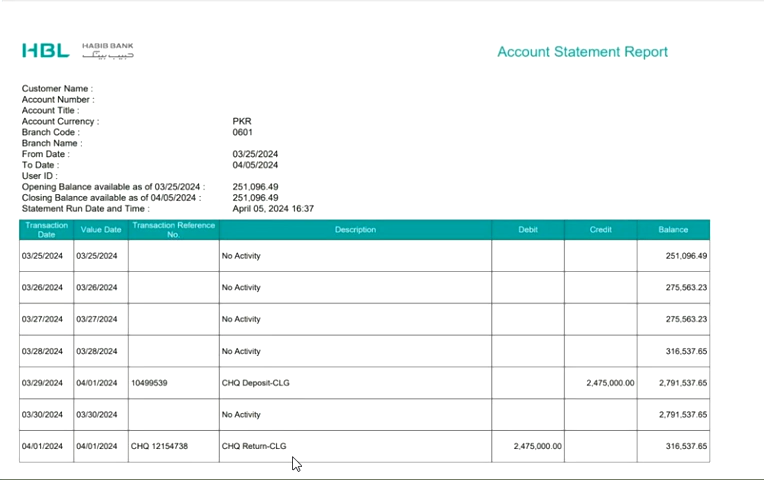 HBL HABIB BANK
حبیب بینک
Account Statement Report
Customer Name :
Account Number :
Account Title :
Account Currency : PKR
Branch Code : 0601
Branch Name :
From Date : 03/25/2024
To Date : 04/05/2024
User ID :
Opening Balance available as of 03/25/2024 : 251,096.49
Closing Balance available as of 04/05/2024 : 251,096.49
Statement Run Date and Time : April 05, 2024 16:37
Transaction Date Value Date Transaction Reference No. Description Debit Credit Balance
03/25/2024 03/25/2024 No Activity 251,096.49
03/26/2024 03/26/2024 No Activity 275,563.23
03/27/2024 03/27/2024 No Activity 275,563.23
03/28/2024 03/28/2024 No Activity 316,537.65
03/29/2024 04/01/2024 10499539 CHQ Deposit-CLG 2,475,000.00 2,791,537.65
03/30/2024 03/30/2024 No Activity 2,791,537.65
04/01/2024 04/01/2024 CHQ 12154738 CHQ Return-CLG 2,475,000.00 316,537.65